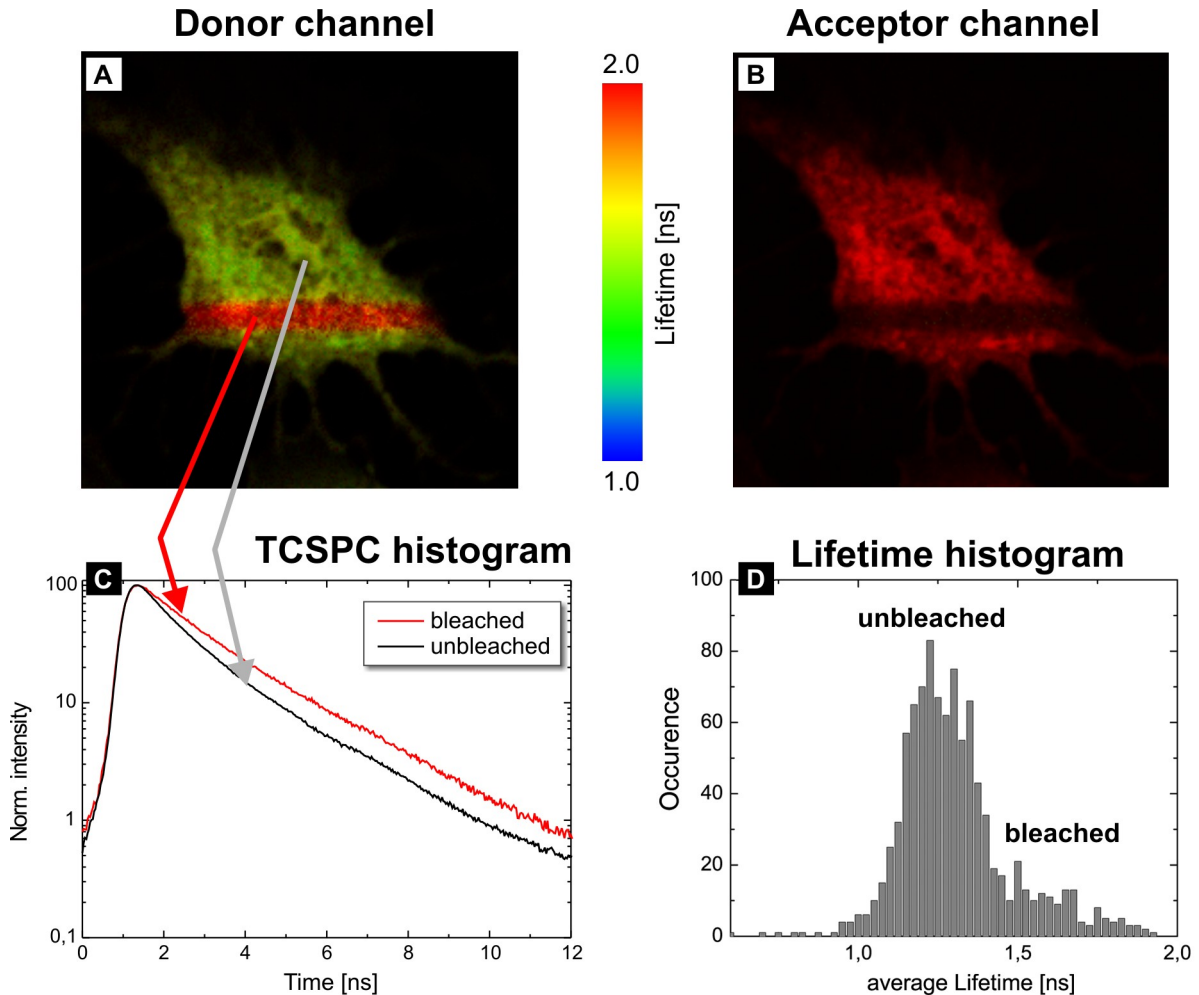 Donor channel
Acceptor channel
A
2.0
B
Lifetime [ns]
1.0
TCSPC histogram
Lifetime histogram
C
100
10
1
0,1
Norm. intensity
bleached
unbleached
0 2 4 6 8 10 12
Time [ns]
D
100
80
60
40
20
0
Occurence
unbleached
bleached
1,0 1,5 2,0
average Lifetime [ns]